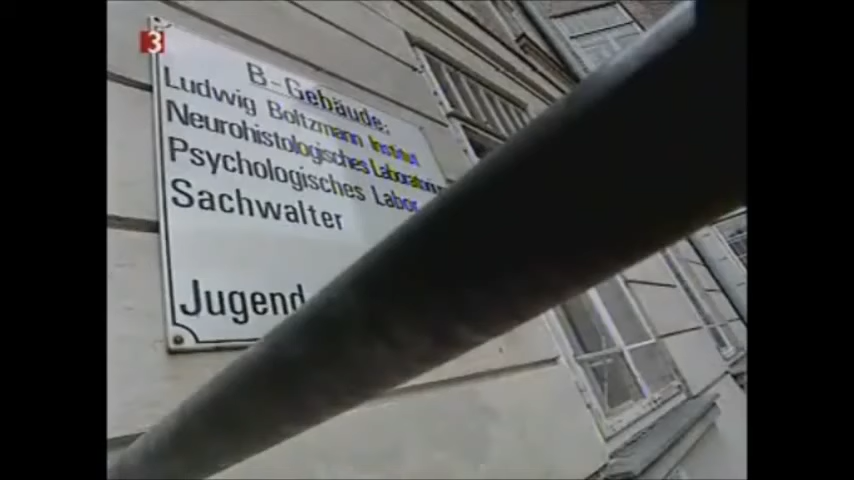 3
B-Gebäude:
Ludwig Boltzmann Institut
Neurohistologisches Laboratorium
Psychologisches Labor
Sachwalter
Jugend